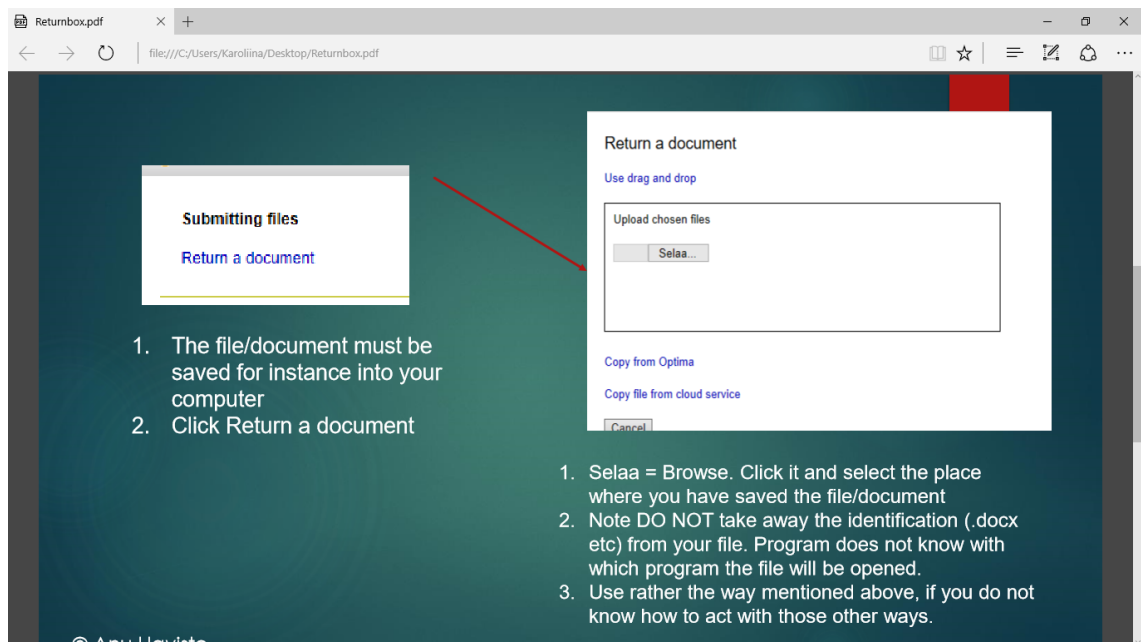 Returnbox.pdf
file:///C:/Users/Karoliina/Desktop/Returnbox.pdf
Submitting files
Return a document
1. The file/document must be
saved for instance into your
computer
2. Click Return a document
Return a document
Use drag and drop
Upload chosen files
Selaa...
Copy from Optima
Copy file from cloud service
Cancel
1. Selaa = Browse. Click it and select the place
where you have saved the file/document
2. Note DO NOT take away the identification (.docx
etc) from your file. Program does not know with
which program the file will be opened.
3. Use rather the way mentioned above, if you do not
know how to act with those other ways.
© Anu Havisto